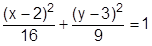 (x-2)²/16 + (y-3)²/9 = 1